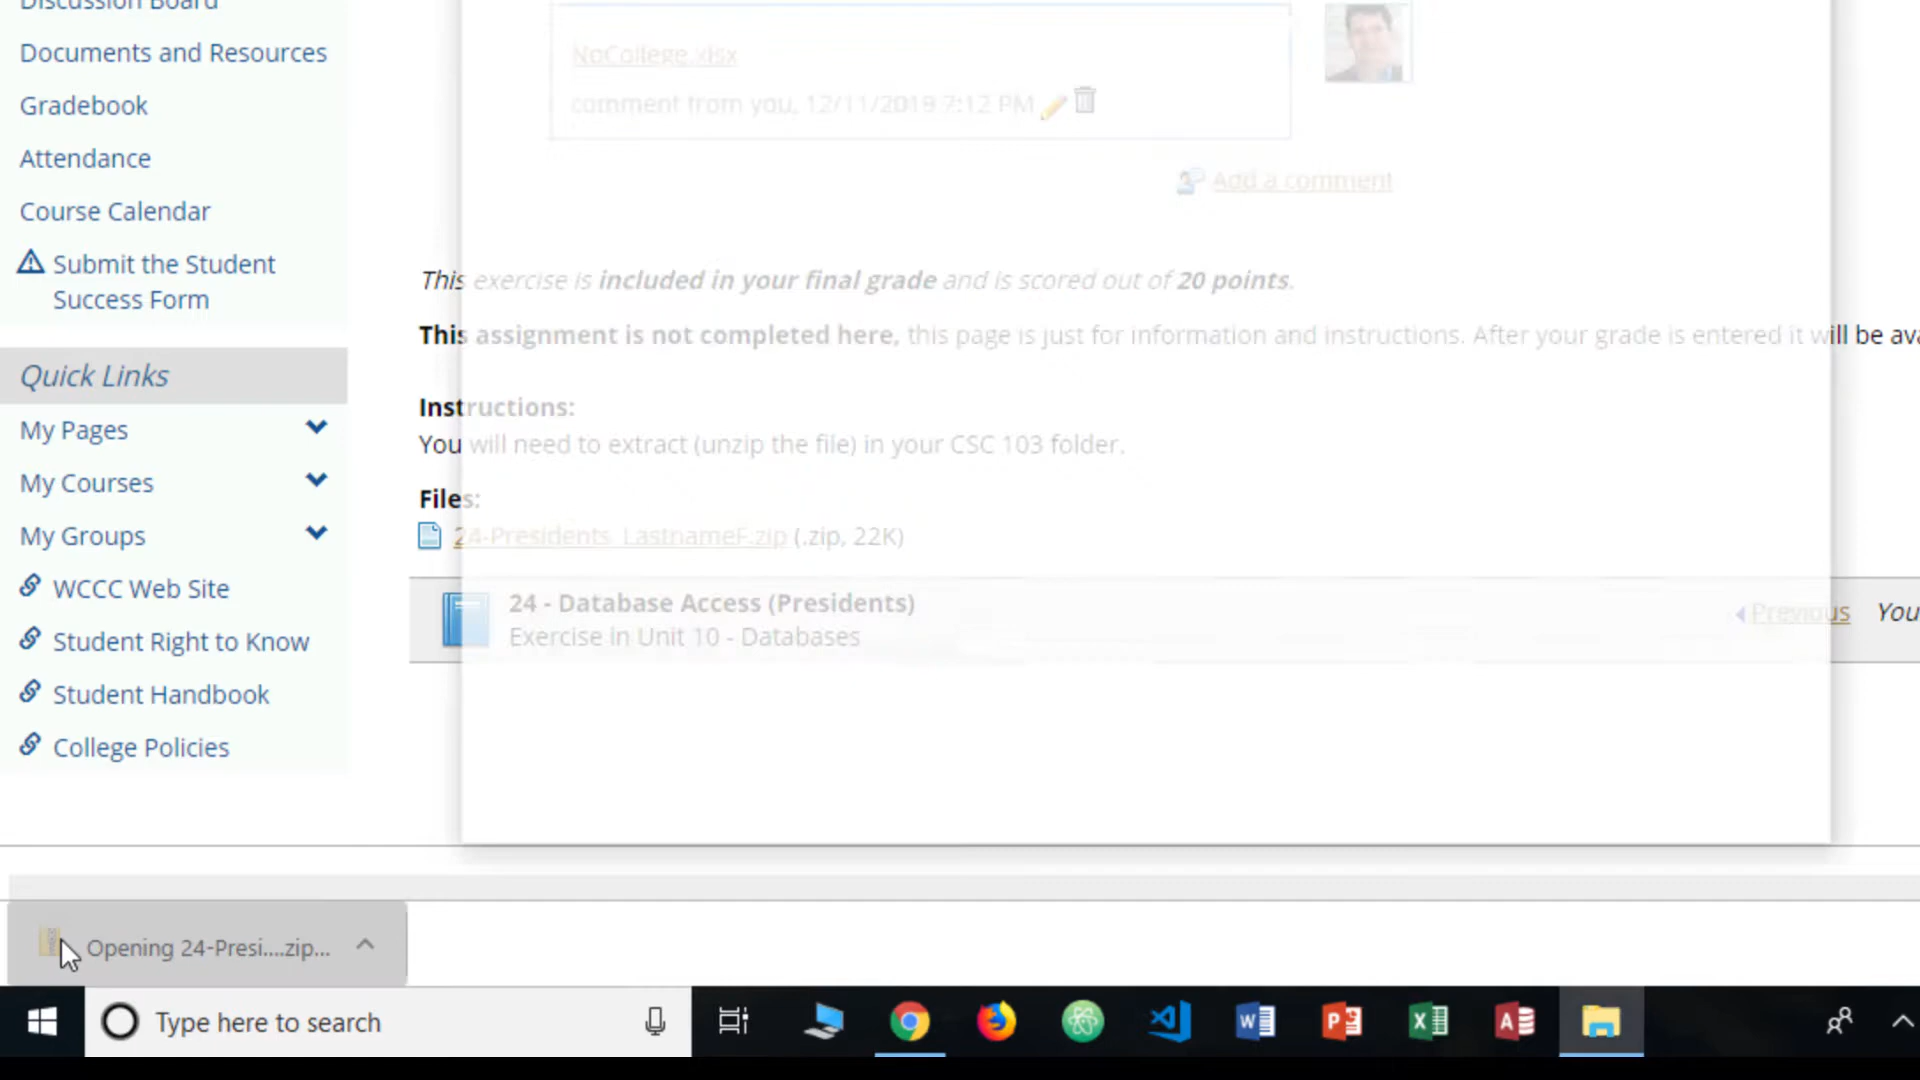 Discussion Board
Documents and Resources
Gradebook
Attendance
Course Calendar
Submit the Student
Success Form
Quick Links
My Pages
My Courses
My Groups
WCCC Web Site
Student Right to Know
Student Handbook
College Policies
NoCollege.xlsx
comment from you, 12/11/2019 7:12 PM
Add a comment
This exercise is included in your final grade and is scored out of 20 points.
This assignment is not completed here, this page is just for information and instructions. After your grade is entered it will be ava
Instructions:
You will need to extract (unzip the file) in your CSC 103 folder.
Files:
24-Presidents_LastnameF.zip (.zip, 22K)
24 - Database Access (Presidents)
Exercise in Unit 10 - Databases
Previous You
Opening 24-Presi....zip...
Type here to search